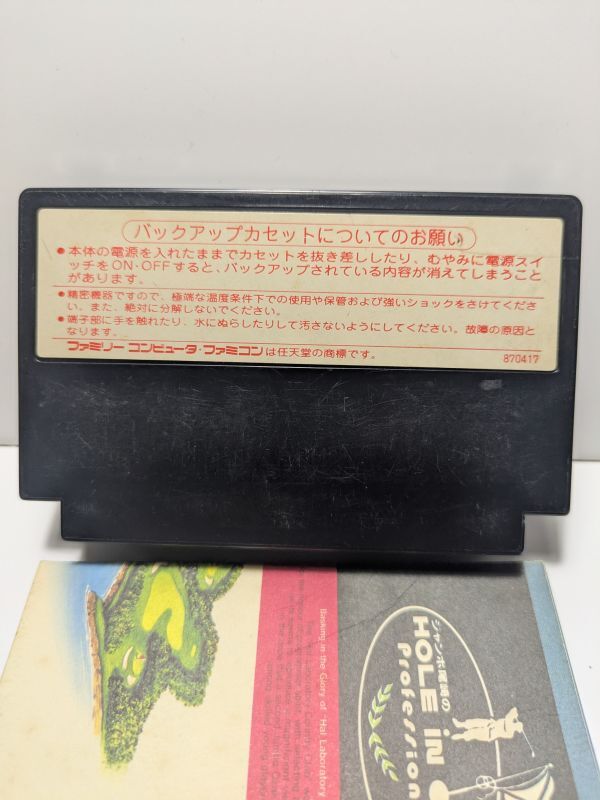 バックアップカセットについてのお願い
●本体の電源を入れたままでカセットを抜き差ししたり、むやみに電源スイ
ッチをON・OFFすると、バックアップされている内容が消えてしまうこと
があります。
●精密機器ですので、極端な温度条件下での使用や保管および強いショックをさけてくださ
い。また、絶対に分解しないでください。
●端子部に手を触れたり、水にぬらしたりして汚さないようにしてください。故障の原因と
なります。
ファミリーコンピュータ・ファミコンは任天堂の商標です。
870417
ジャンボ尾崎の
HOLE IN
Profession
Basking in the Glory of "Hal Laboratory